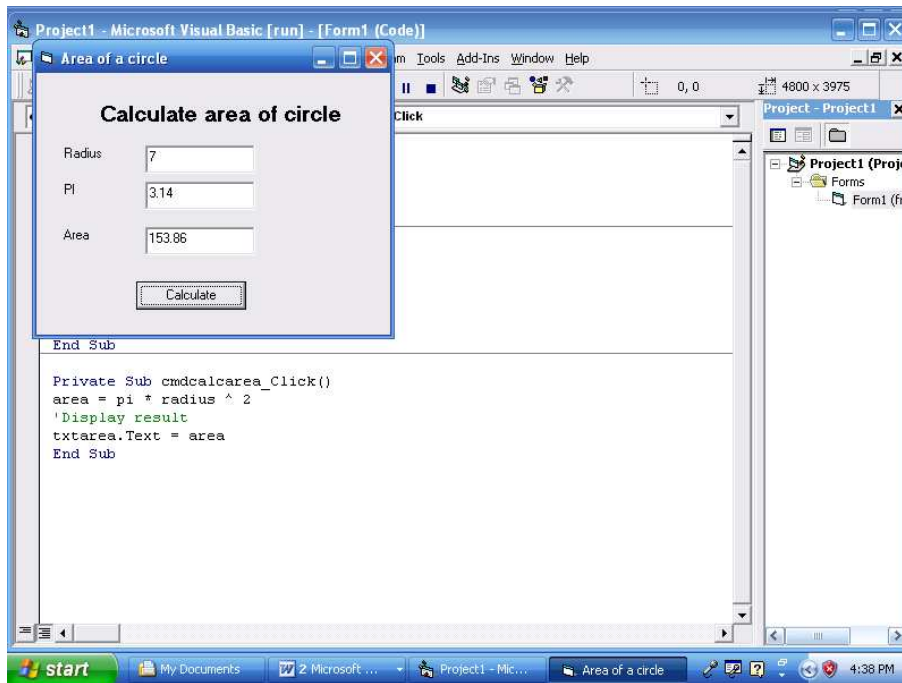 Project1 - Microsoft Visual Basic [run] - [Form1 (Code)]
Area of a circle
Tools Add-Ins Window Help
0, 0 4800 x 3975
Click
Calculate area of circle
Radius 7
PI 3.14
Area 153.86
Calculate
End Sub
Private Sub cmdcalcarea_Click()
area = pi * radius ^ 2
'Display result
txtarea.Text = area
End Sub
Project - Project1
Project1 (Proj
Forms
Form1 (fr
start My Documents 2 Microsoft ... Project1 - Mic... Area of a circle 4:38 PM